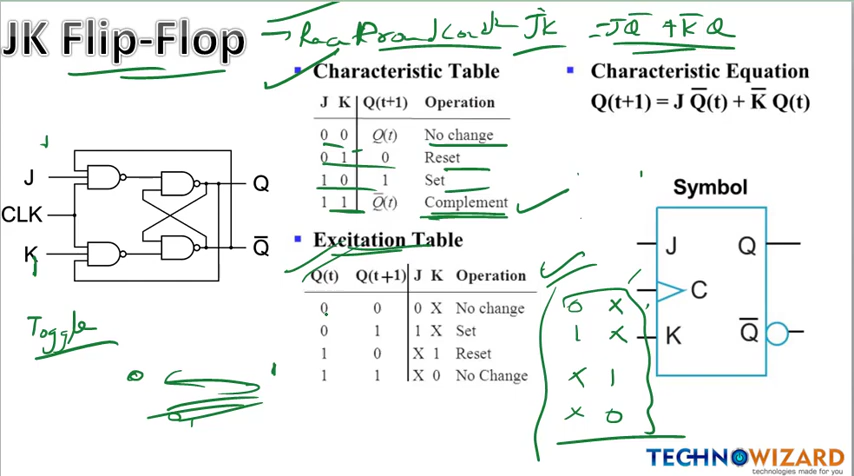 JK Flip-Flop
JK = JQ̅ + K̅ Q
▪ Characteristic Table
J K Q(t+1) Operation
0 0 Q(t) No change
0 1 0 Reset
1 0 1 Set
1 1 Q̅(t) Complement
▪ Characteristic Equation
Q(t+1) = J Q̅(t) + K̅ Q(t)
J
CLK
K
Q
Q̅
Toggle
▪ Excitation Table
Q(t) Q(t+1) J K Operation
0 0 0 X No change
0 1 1 X Set
1 0 X 1 Reset
1 1 X 0 No Change
0 X
1 X
X 1
X 0
Symbol
J Q
C
K Q̅
TECHNOWIZARD
technologies made for you